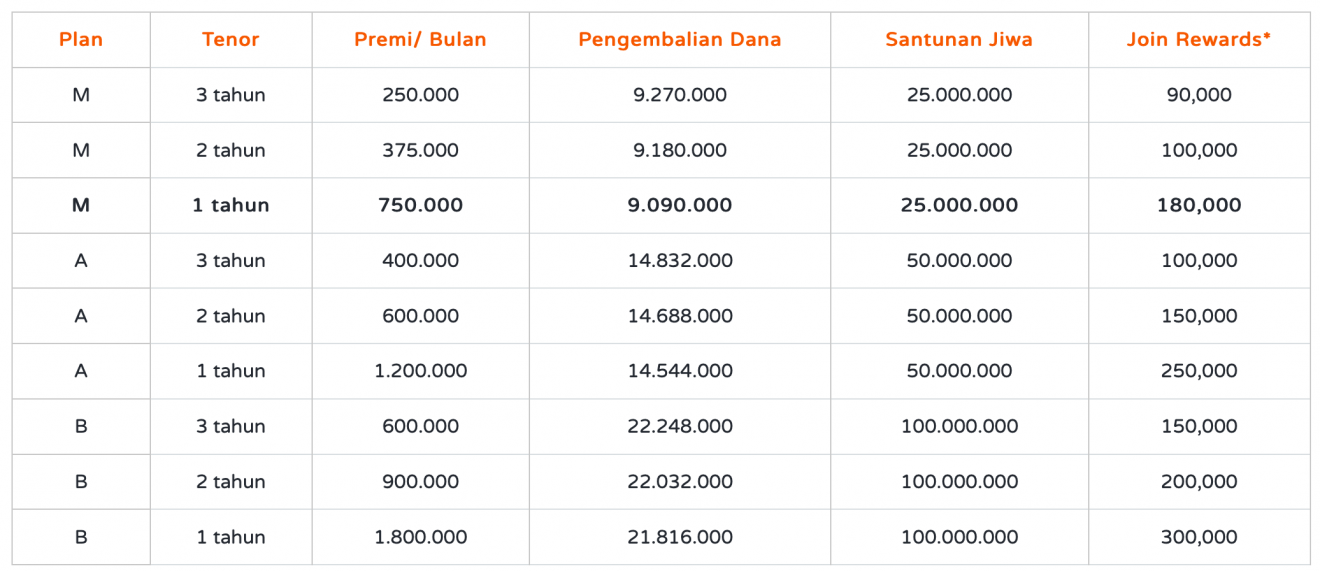 Plan Tenor Premi/ Bulan Pengembalian Dana Santunan Jiwa Join Rewards*
M 3 tahun 250.000 9.270.000 25.000.000 90,000
M 2 tahun 375.000 9.180.000 25.000.000 100,000
M 1 tahun 750.000 9.090.000 25.000.000 180,000
A 3 tahun 400.000 14.832.000 50.000.000 100,000
A 2 tahun 600.000 14.688.000 50.000.000 150,000
A 1 tahun 1.200.000 14.544.000 50.000.000 250,000
B 3 tahun 600.000 22.248.000 100.000.000 150,000
B 2 tahun 900.000 22.032.000 100.000.000 200,000
B 1 tahun 1.800.000 21.816.000 100.000.000 300,000